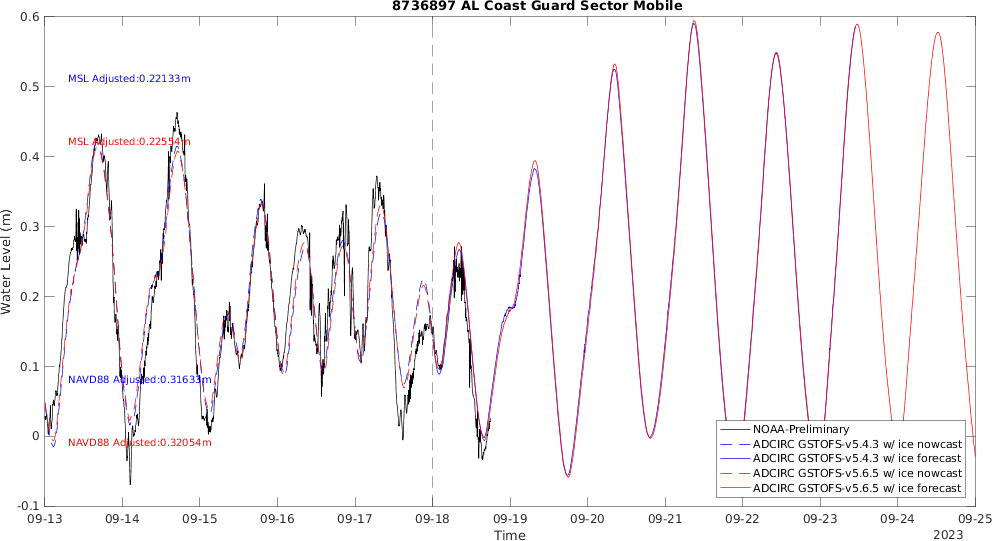 8736897 AL Coast Guard Sector Mobile
0.6
0.5
0.4
0.3
0.2
0.1
0
-0.1
Water Level (m)
MSL Adjusted:0.22133m
MSL Adjusted:0.22554m
NAVD88 Adjusted:0.31633m
NAVD88 Adjusted:0.32054m
NOAA-Preliminary
ADCIRC GSTOFS-v5.4.3 w/ ice nowcast
ADCIRC GSTOFS-v5.4.3 w/ ice forecast
ADCIRC GSTOFS-v5.6.5 w/ ice nowcast
ADCIRC GSTOFS-v5.6.5 w/ ice forecast
09-13 09-14 09-15 09-16 09-17 09-18 09-19 09-20 09-21 09-22 09-23 09-24 09-25
Time
2023